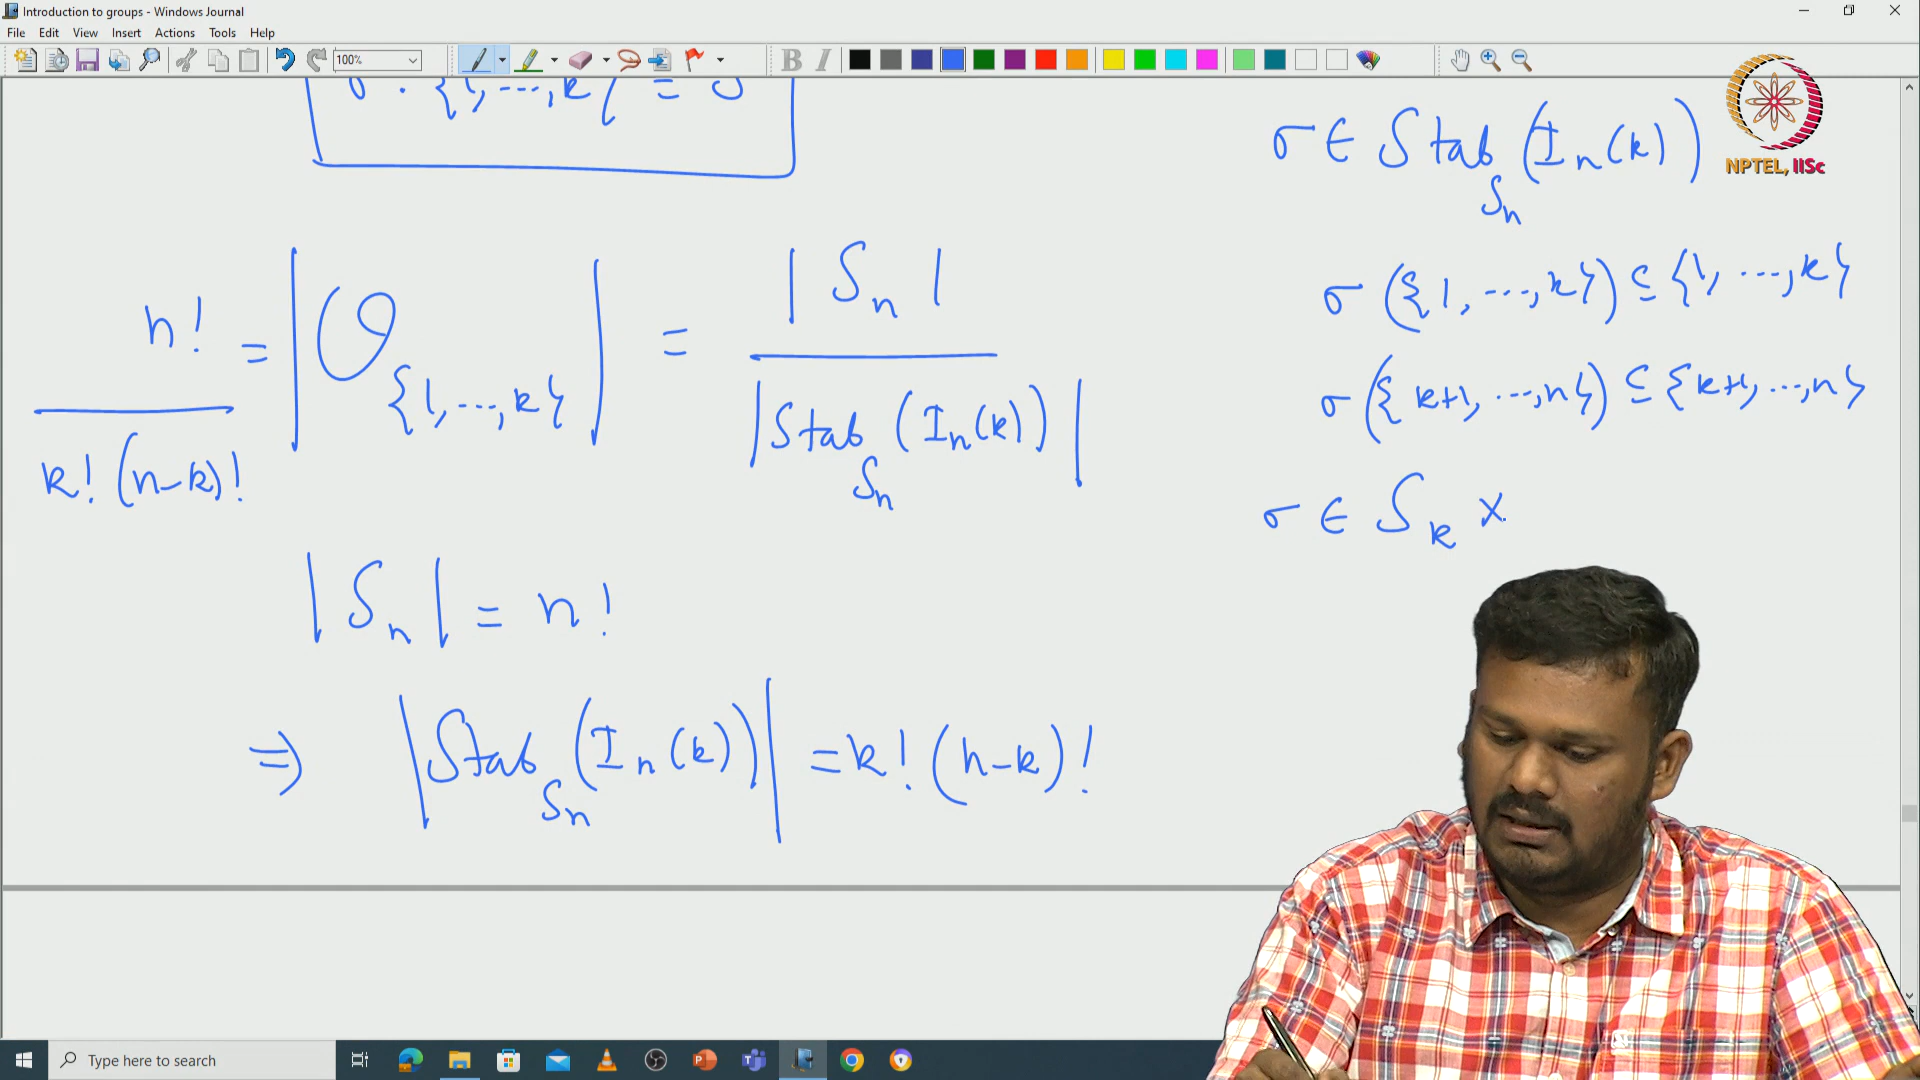 Introduction to groups - Windows Journal
File Edit View Insert Actions Tools Help
100% B I
σ · {1, ..., k} = J
n! / k! (n-k)! = |O_{1, ..., k}| = |S_n| / |Stab_{S_n} (I_n(k))|
|S_n| = n!
⇒ |Stab_{S_n} (I_n(k))| = k! (n-k)!
σ ∈ Stab_{S_n} (I_n(k))
σ ({1, ..., k}) ⊆ {1, ..., k}
σ ({k+1, ..., n}) ⊆ {k+1, ..., n}
σ ∈ S_k ×
NPTEL, IISc
Type here to search